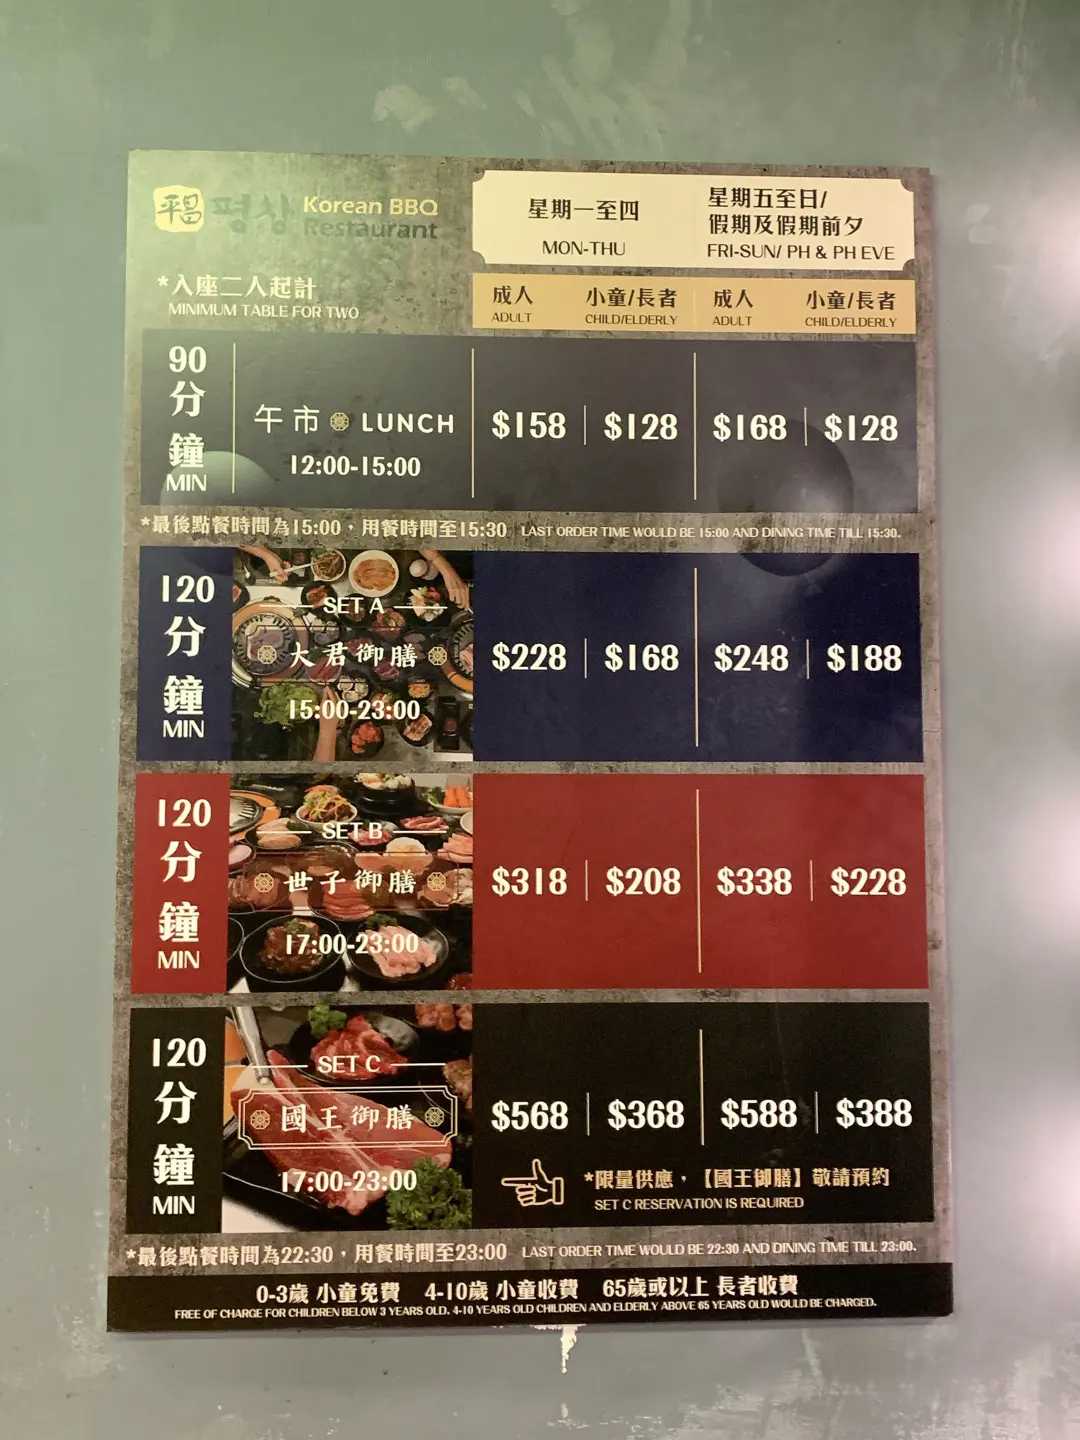 平昌 평창 Korean BBQ
Restaurant
星期一至四
MON-THU
星期五至日/
假期及假期前夕
FRI-SUN/ PH & PH EVE
*入座二人起計
MINIMUM TABLE FOR TWO
成人 小童/長者 成人 小童/長者
ADULT CHILD/ELDERLY ADULT CHILD/ELDERLY
90
分
鐘
MIN
午市 LUNCH
12:00-15:00
$158 $128 $168 $128
*最後點餐時間為15:00，用餐時間至15:30 LAST ORDER TIME WOULD BE 15:00 AND DINING TIME TILL 15:30.
120
分
鐘
MIN
SET A
大君御膳
15:00-23:00
$228 $168 $248 $188
120
分
鐘
MIN
SET B
世子御膳
17:00-23:00
$318 $208 $338 $228
120
分
鐘
MIN
SET C
國王御膳
17:00-23:00
$568 $368 $588 $388
*限量供應，【國王御膳】敬請預約
SET C RESERVATION IS REQUIRED
*最後點餐時間為22:30，用餐時間至23:00 LAST ORDER TIME WOULD BE 22:30 AND DINING TIME TILL 23:00.
0-3歲 小童免費 4-10歲 小童收費 65歲或以上 長者收費
FREE OF CHARGE FOR CHILDREN BELOW 3 YEARS OLD. 4-10 YEARS OLD CHILDREN AND ELDERLY ABOVE 65 YEARS OLD WOULD BE CHARGED.